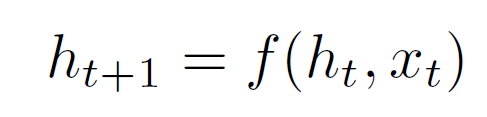 h_{t+1} = f(h_t, x_t)